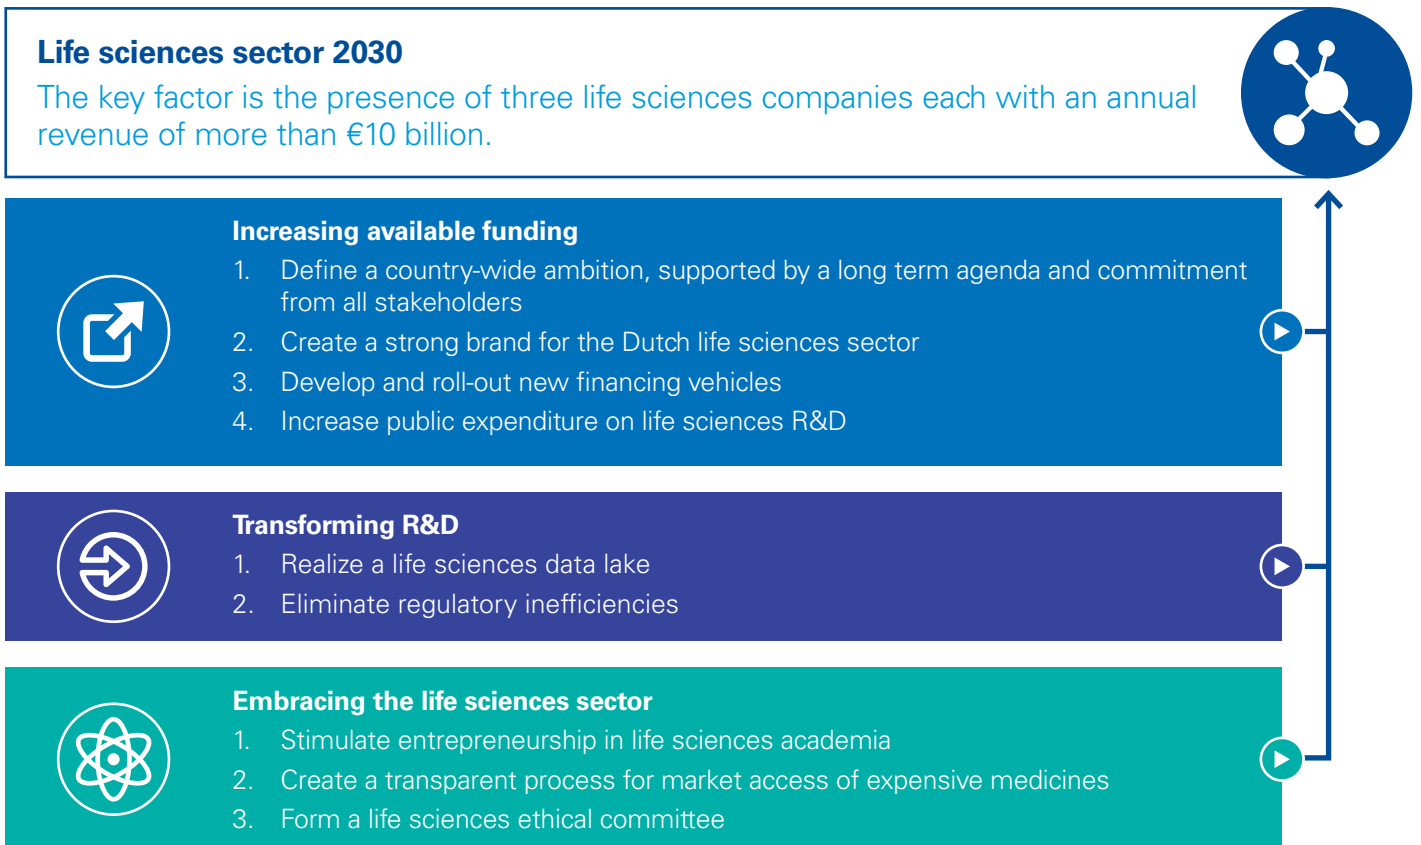 Life sciences sector 2030
The key factor is the presence of three life sciences companies each with an annual
revenue of more than €10 billion.
Increasing available funding
1. Define a country-wide ambition, supported by a long term agenda and commitment
from all stakeholders
2. Create a strong brand for the Dutch life sciences sector
3. Develop and roll-out new financing vehicles
4. Increase public expenditure on life sciences R&D
Transforming R&D
1. Realize a life sciences data lake
2. Eliminate regulatory inefficiencies
Embracing the life sciences sector
1. Stimulate entrepreneurship in life sciences academia
2. Create a transparent process for market access of expensive medicines
3. Form a life sciences ethical committee